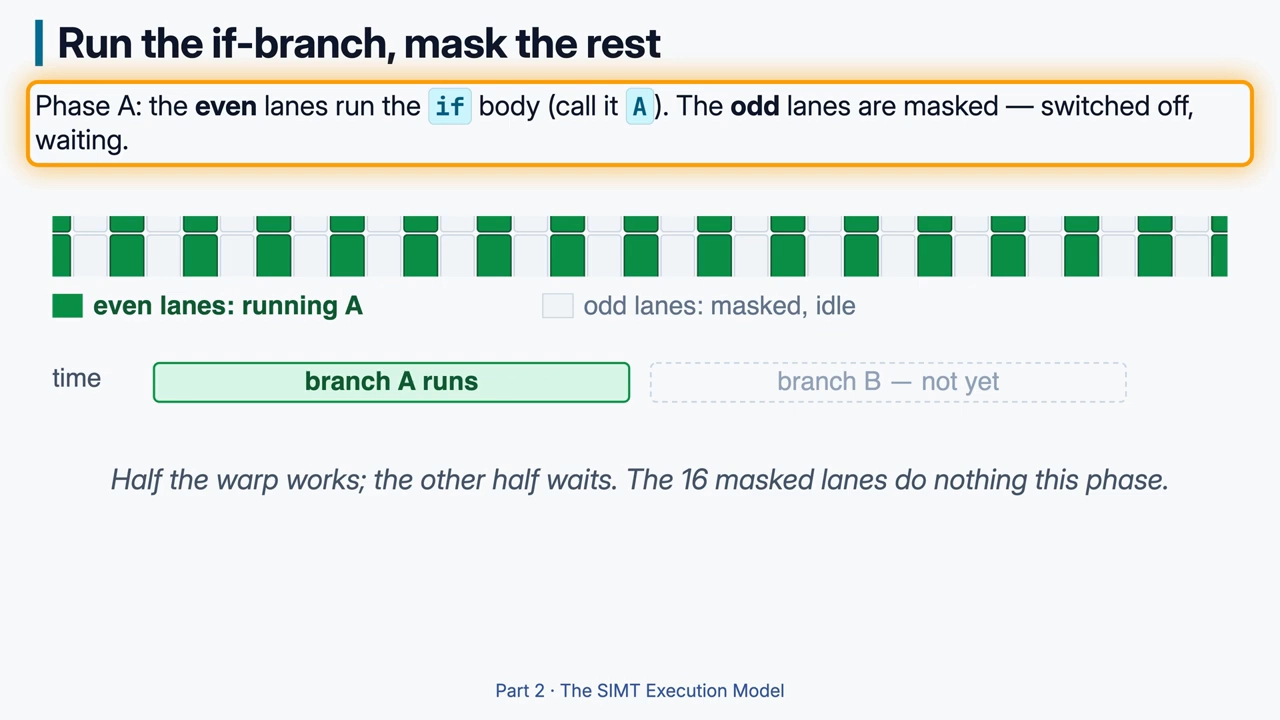 Run the if-branch, mask the rest
Phase A: the even lanes run the if body (call it A). The odd lanes are masked — switched off,
waiting.
even lanes: running A
odd lanes: masked, idle
time
branch A runs
branch B — not yet
Half the warp works; the other half waits. The 16 masked lanes do nothing this phase.
Part 2 · The SIMT Execution Model